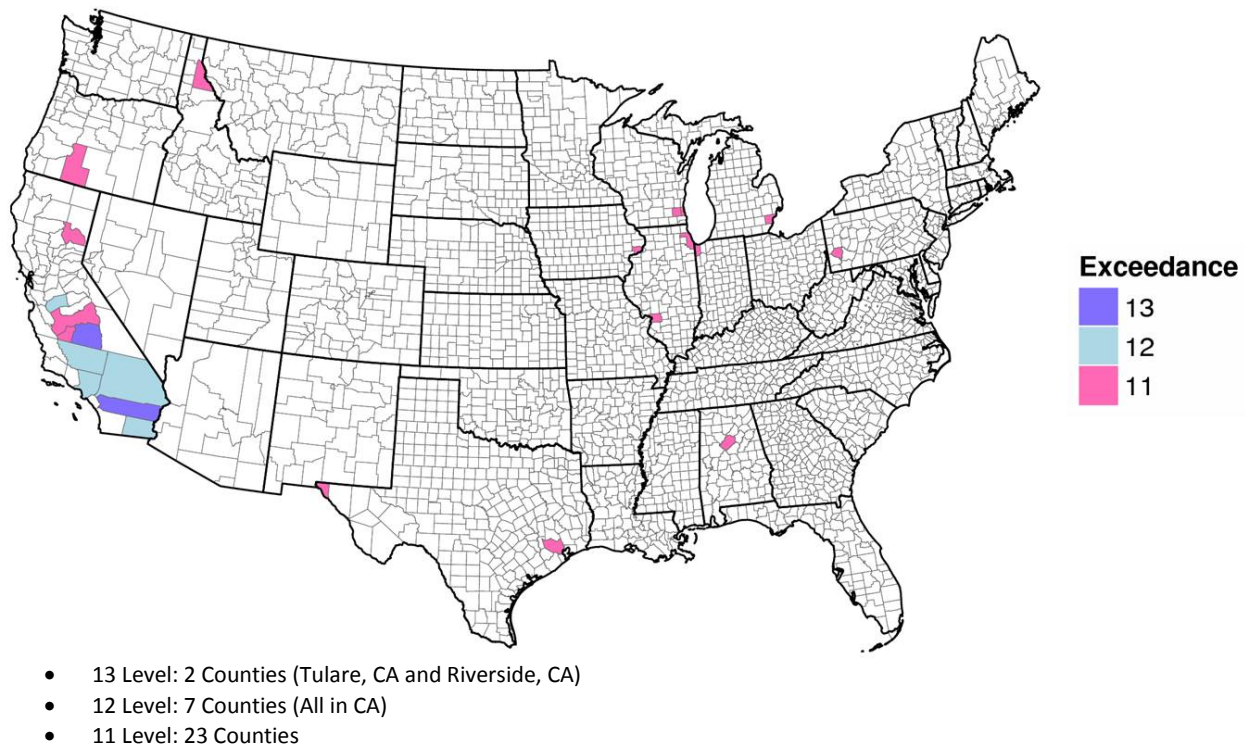 Exceedance
13
12
11
• 13 Level: 2 Counties (Tulare, CA and Riverside, CA)
• 12 Level: 7 Counties (All in CA)
• 11 Level: 23 Counties